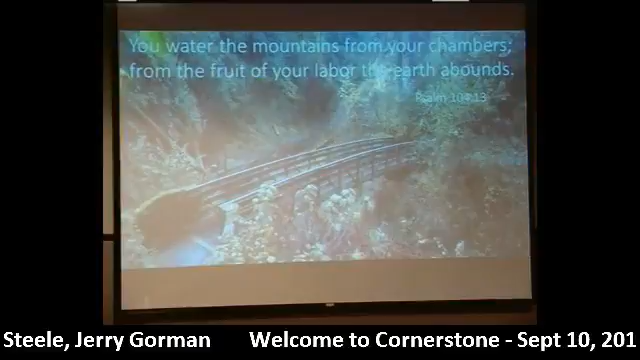 You water the mountains from your chambers;
from the fruit of your labor the earth abounds.
Psalm 104:13
Steele, Jerry Gorman Welcome to Cornerstone - Sept 10, 201